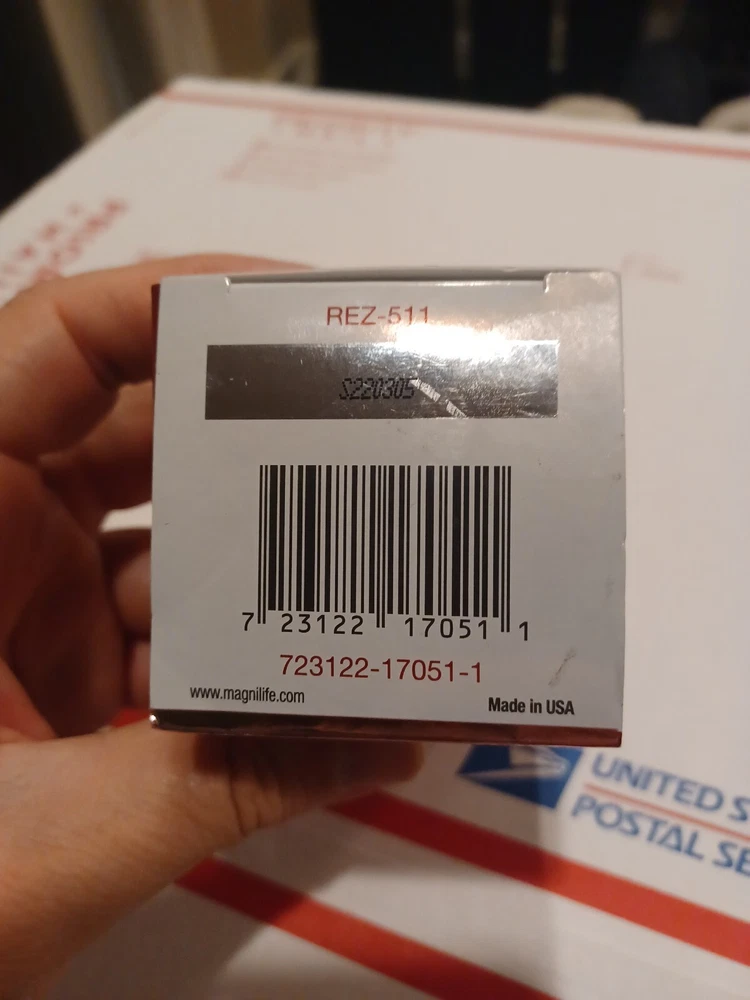 REZ-511
S220305
7 23122 17051 1
723122-17051-1
www.magnilife.com
Made in USA
UNITED S
POSTAL SE